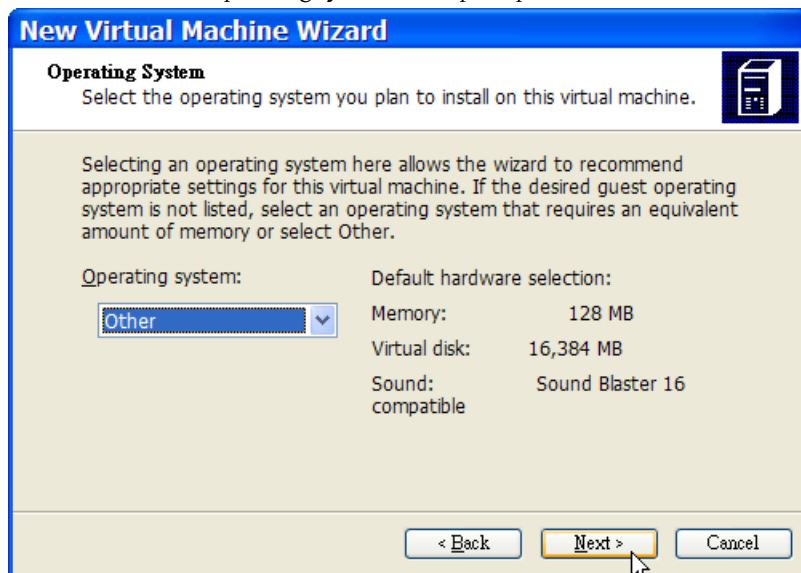 New Virtual Machine Wizard
Operating System
Select the operating system you plan to install on this virtual machine.
Selecting an operating system here allows the wizard to recommend
appropriate settings for this virtual machine. If the desired guest operating
system is not listed, select an operating system that requires an equivalent
amount of memory or select Other.
Operating system:
Default hardware selection:
Other
Memory: 128 MB
Virtual disk: 16,384 MB
Sound: Sound Blaster 16
compatible
< Back
Next >
Cancel